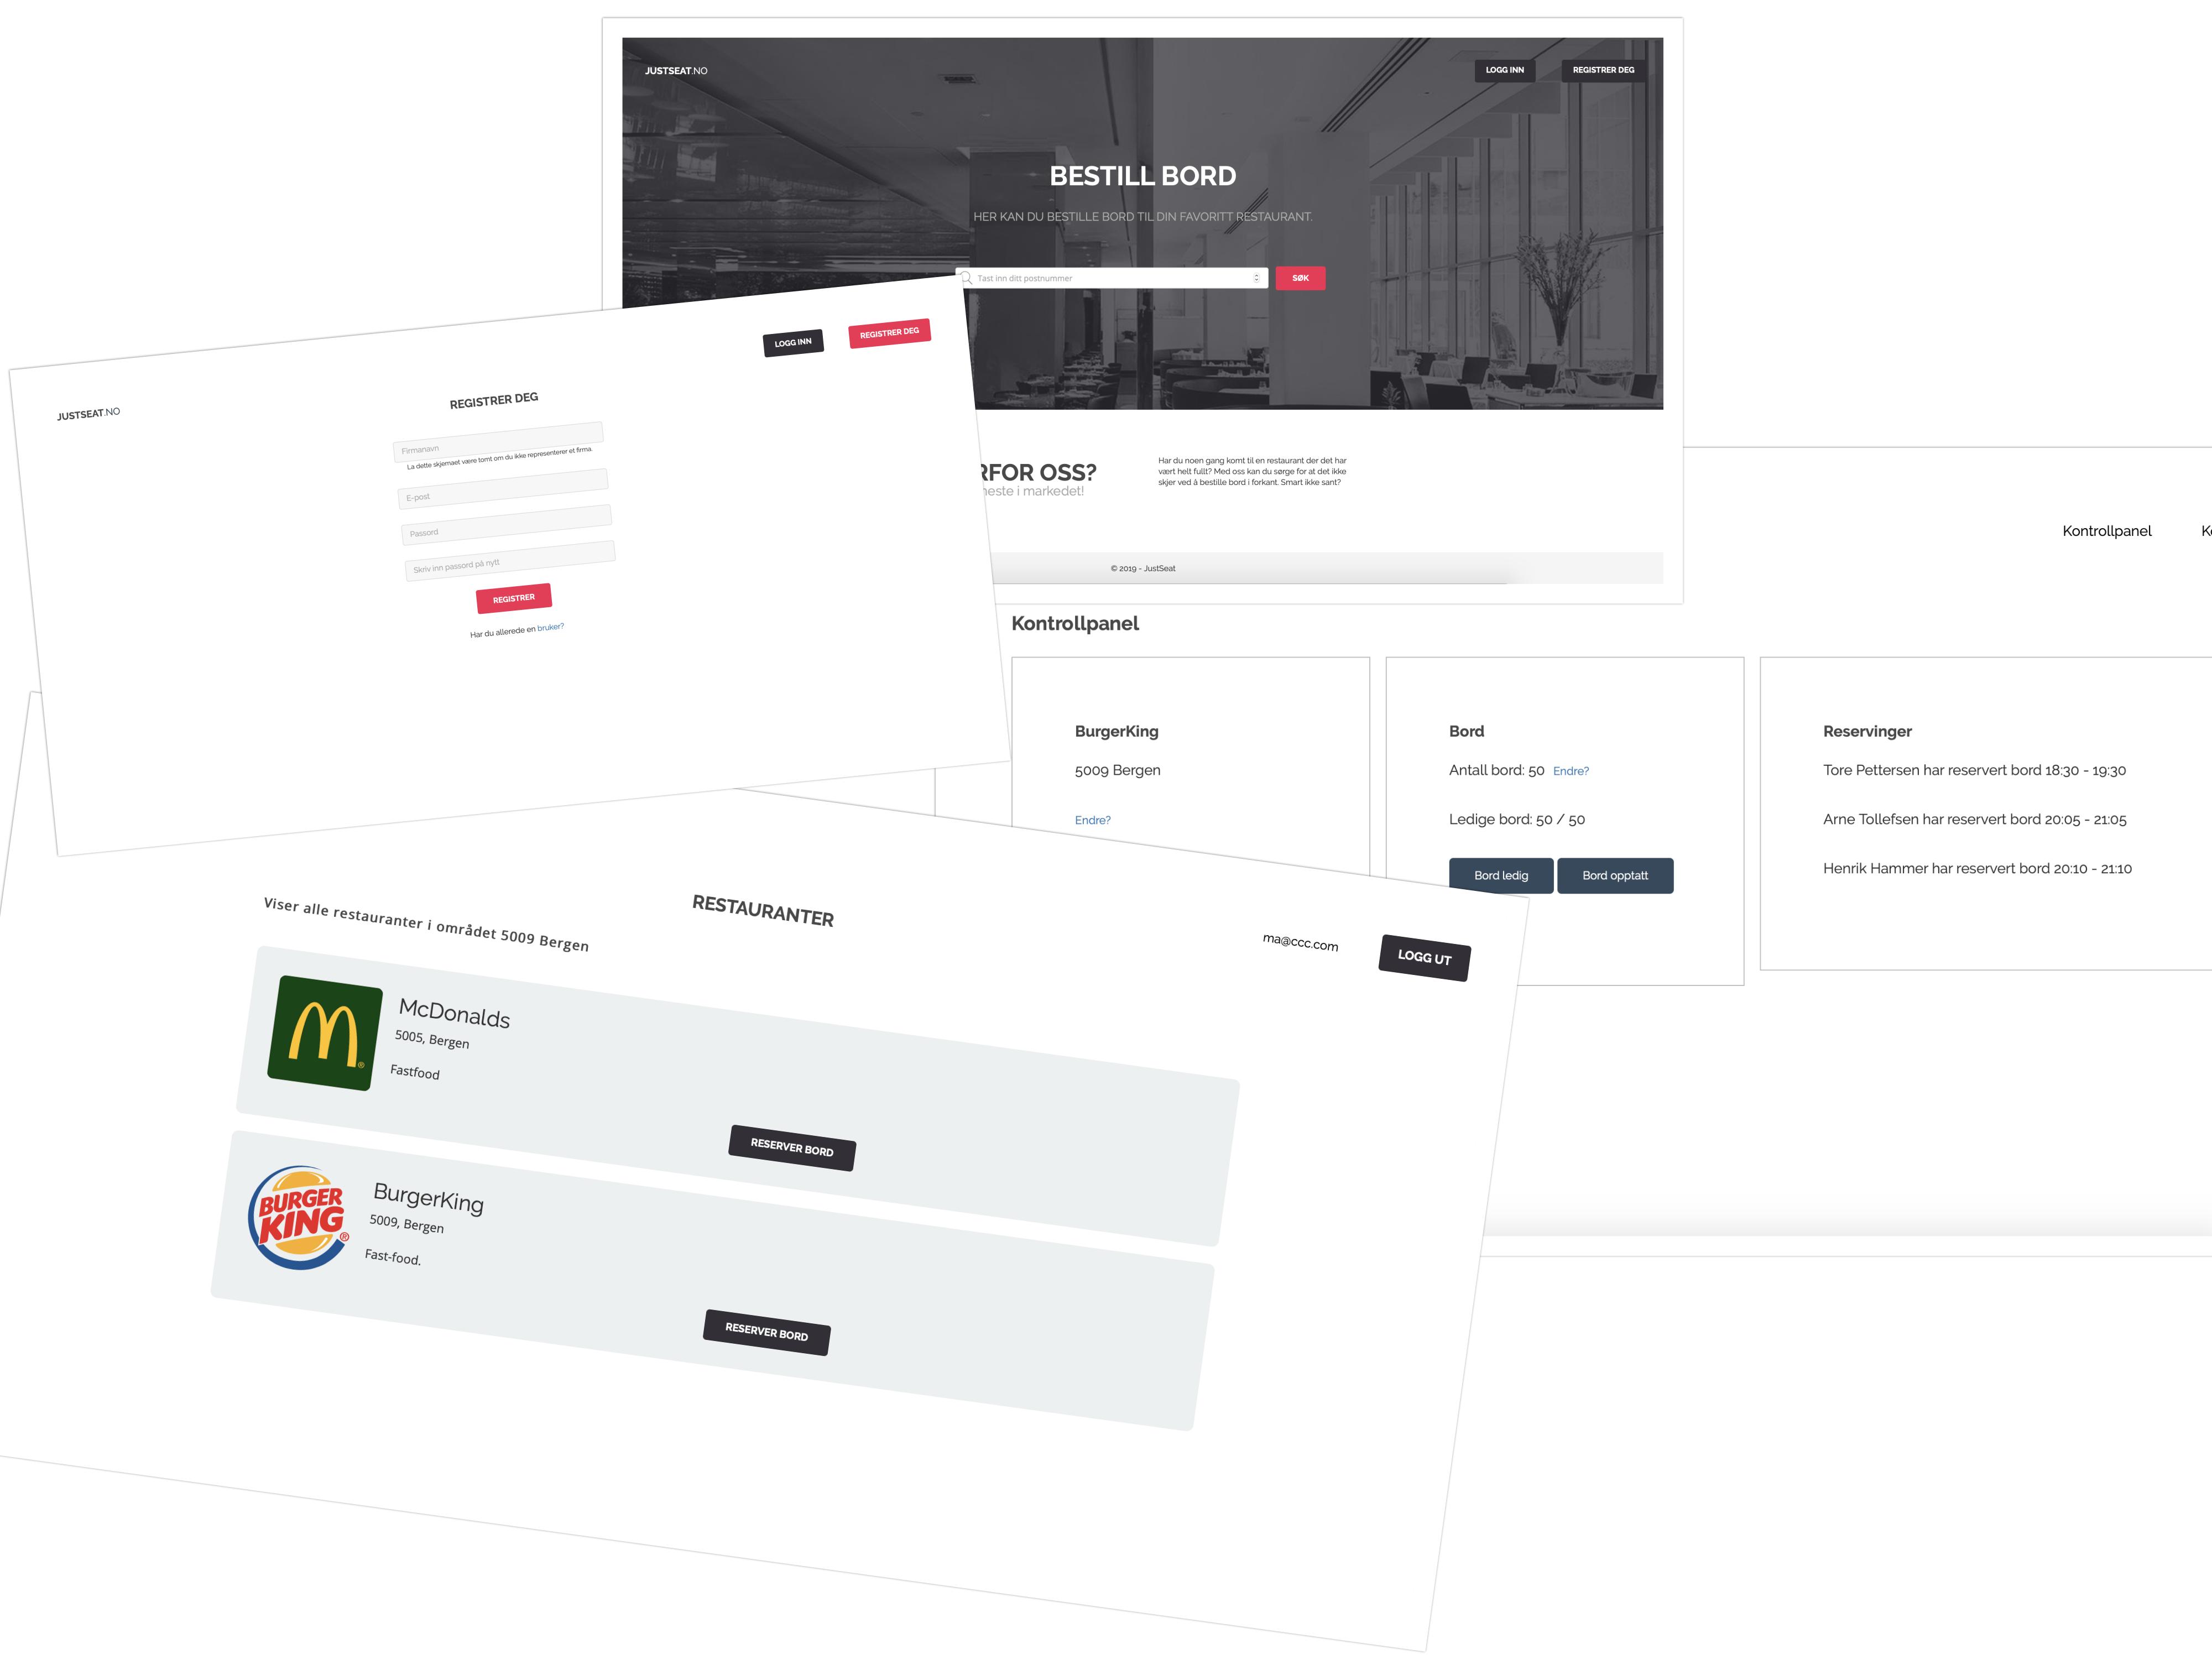 JUSTSEAT.NO
LOGG INN
REGISTRER DEG
BESTILL BORD
HER KAN DU BESTILLE BORD TIL DIN FAVORITT RESTAURANT.
Tast inn ditt postnummer
SØK
RFOR OSS?
neste i markedet!
Har du noen gang komt til en restaurant der det har
vært helt fullt? Med oss kan du sørge for at det ikke
skjer ved å bestille bord i forkant. Smart ikke sant?
© 2019 - JustSeat
LOGG INN
REGISTRER DEG
JUSTSEAT.NO
REGISTRER DEG
Firmanavn
La dette skjemaet være tomt om du ikke representerer et firma.
E-post
Passord
Skriv inn passord på nytt
REGISTRER
Har du allerede en bruker?
Kontrollpanel
Kontrollpanel
BurgerKing
5009 Bergen
Endre?
Bord
Antall bord: 50 Endre?
Ledige bord: 50 / 50
Bord ledig
Bord opptatt
Reservinger
Tore Pettersen har reservert bord 18:30 - 19:30
Arne Tollefsen har reservert bord 20:05 - 21:05
Henrik Hammer har reservert bord 20:10 - 21:10
RESTAURANTER
Viser alle restauranter i området 5009 Bergen
ma@ccc.com
LOGG UT
McDonalds
5005, Bergen
Fastfood
RESERVER BORD
BURGER
KING®
BurgerKing
5009, Bergen
Fast-food.
RESERVER BORD